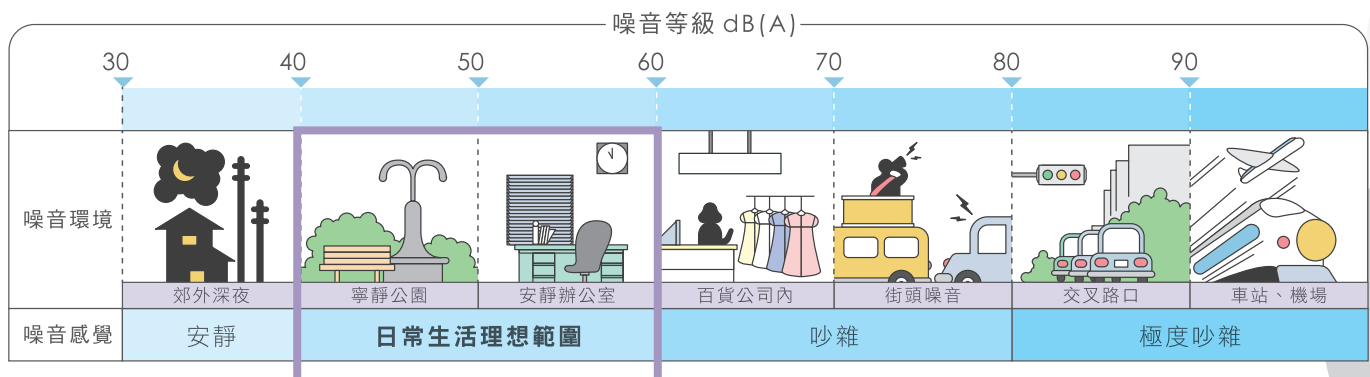 噪音等級 dB(A)
30 40 50 60 70 80 90
噪音環境
郊外深夜 寧靜公園 安靜辦公室 百貨公司內 街頭噪音 交叉路口 車站、機場
噪音感覺 安靜 日常生活理想範圍 吵雜 極度吵雜